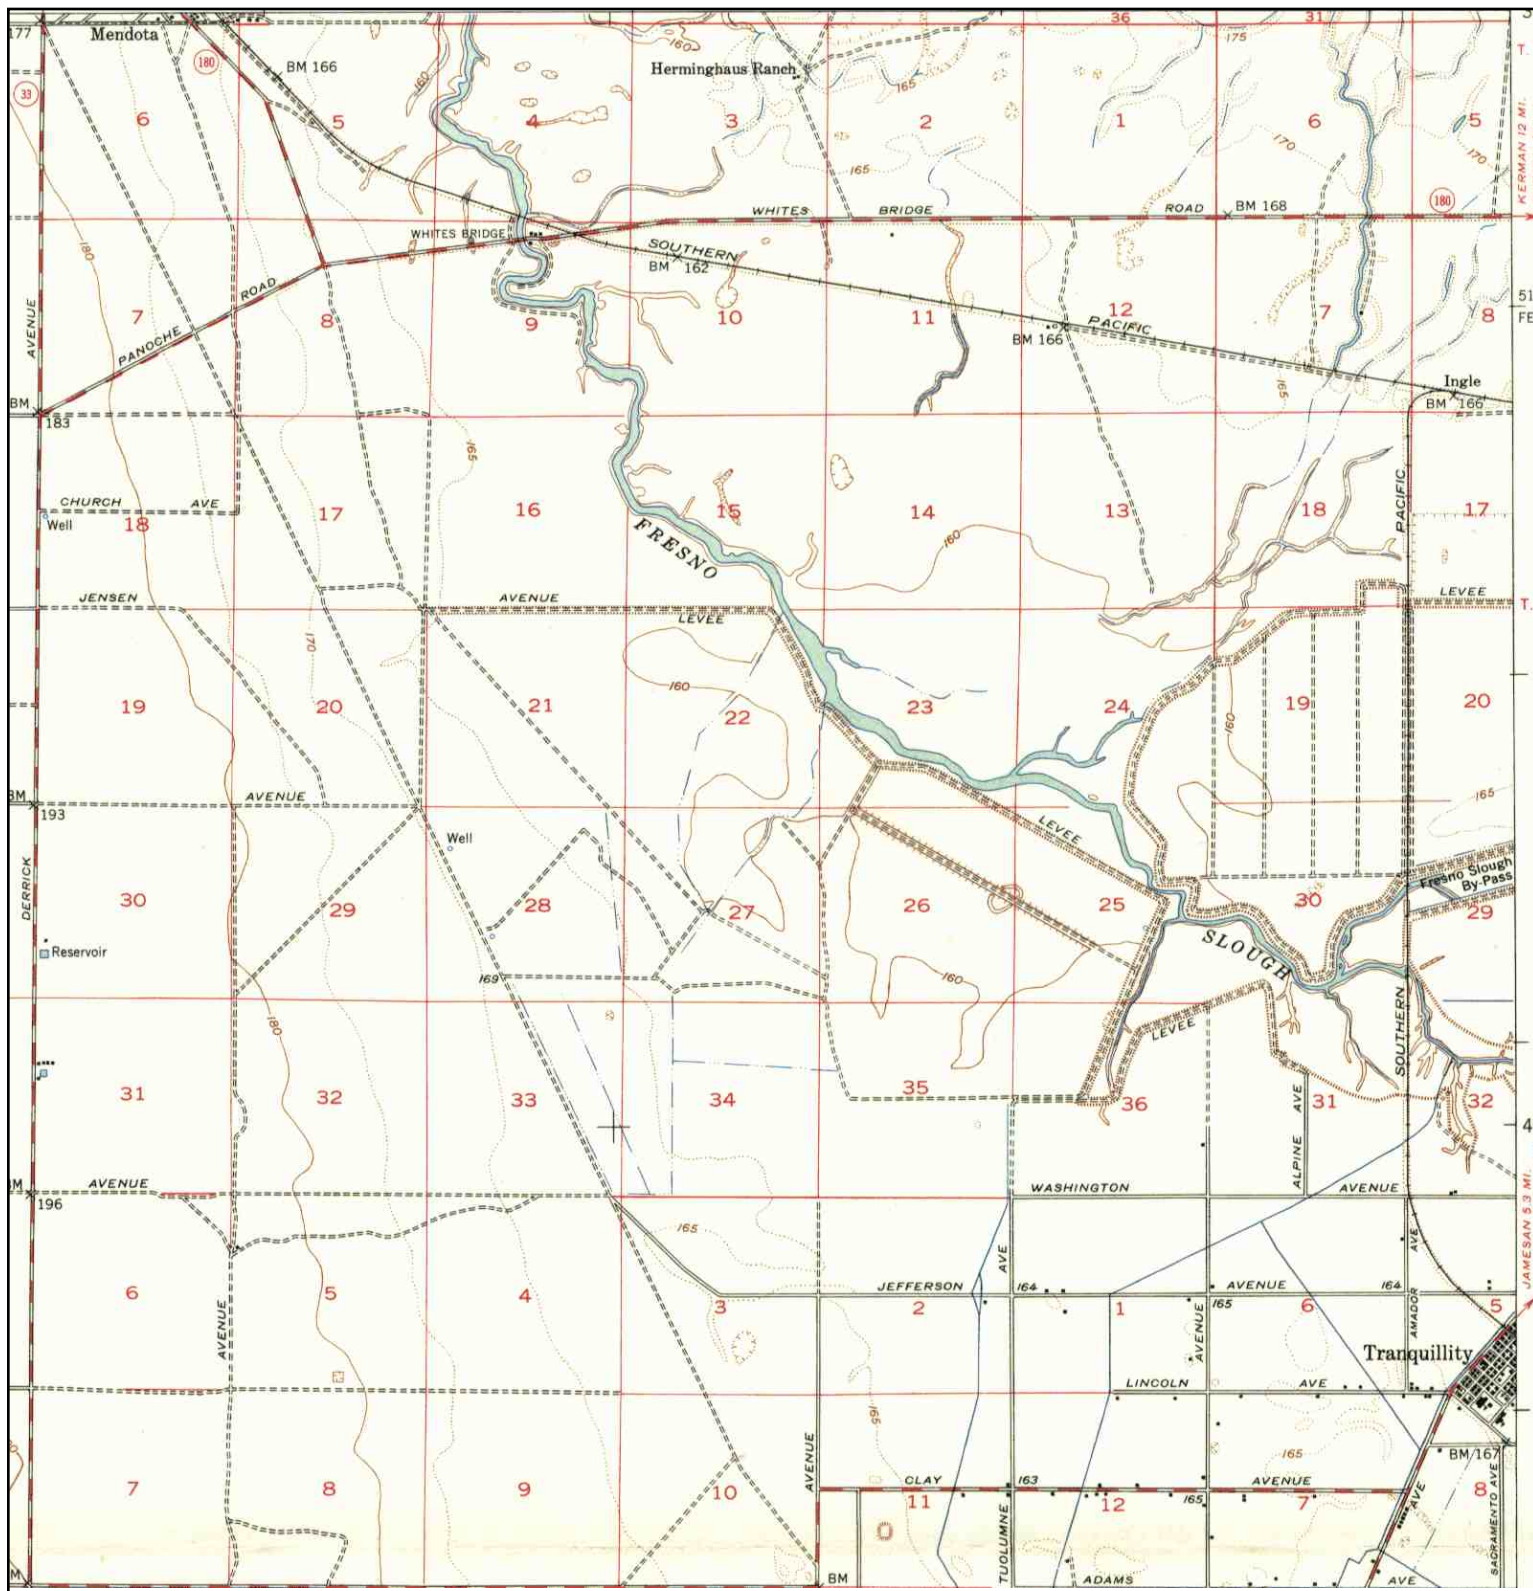 177
Mendota
36
31
180
BM 166
160
160
Herminghaus Ranch
165
175
T.
33
6
5
4
3
2
1
6
5
165
170
170
KERMAN 12 MI.
180
WHITES BRIDGE ROAD
BM 168
180
WHITES BRIDGE
SOUTHERN
BM 162
AVENUE
PANOCHE ROAD
7
8
9
10
11
12
7
8
51
FE
PACIFIC
BM 166
165
Ingle
BM 166
BM
183
165
CHURCH AVE
Well
18
17
16
15
14
13
18
17
PACIFIC
FRESNO
160
JENSEN
AVENUE
LEVEE
LEVEE
T.
170
160
19
20
21
22
23
24
19
20
160
BM
193
AVENUE
165
LEVEE
Well
DERRICK
30
29
28
27
26
25
30
29
Fresno Slough
By-Pass
Reservoir
SLOUGH
169
160
180
LEVEE
SOUTHERN
31
32
33
34
35
36
31
32
4
ALPINE AVE
AVENUE
WASHINGTON
AVENUE
BM
196
165
AVE
AVE
JAMESAN 5.3 MI.
JEFFERSON
164
AVENUE
164
6
5
4
3
2
1
6
5
165
AVENUE
AVENUE
AMADOR
Tranquillity
LINCOLN AVE
165
AVENUE
165
BM 167
7
8
9
10
11
12
7
8
CLAY
163
AVENUE
165
AVE
SACRAMENTO AVE
TUOLUMNE
M
BM
ADAMS
AVE